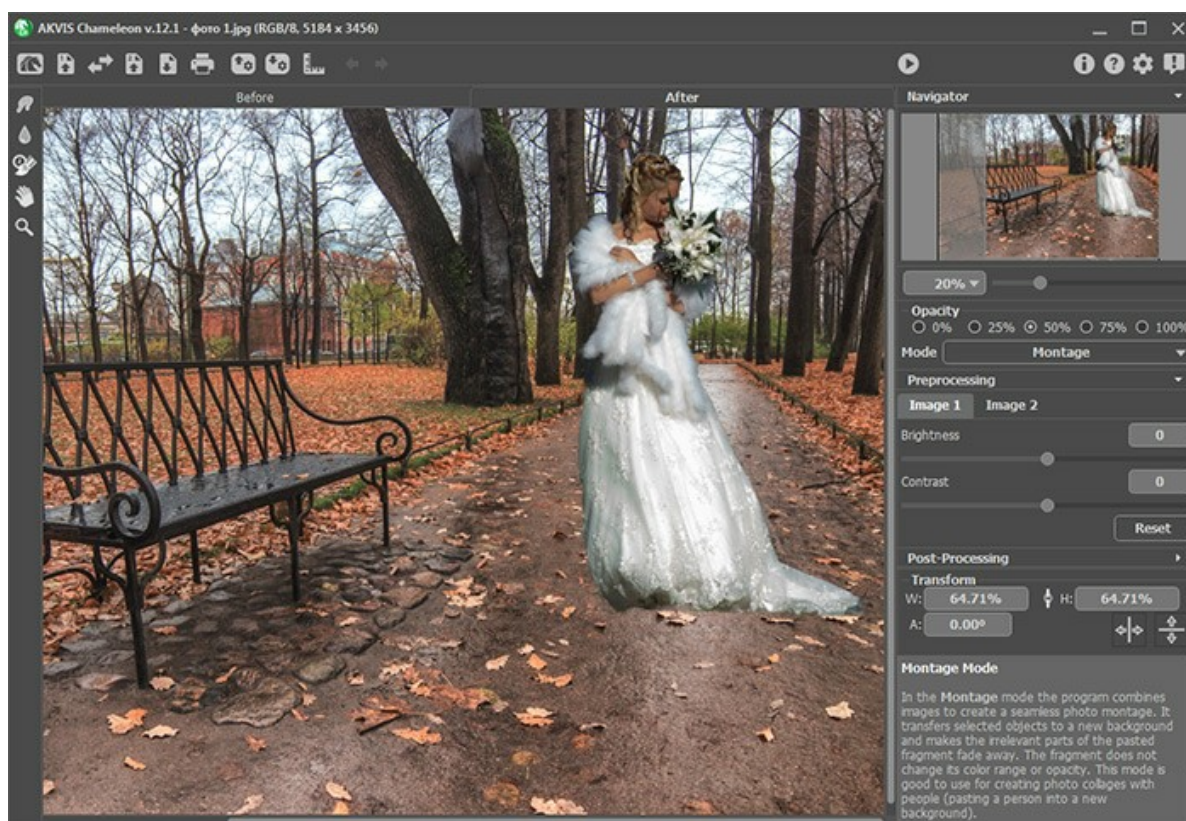 AKVIS Chameleon v.12.1 - фото 1.jpg (RGB/8, 5184 x 3456)
Before
After
Navigator
20%
Opacity
0% 25% 50% 75% 100%
Mode Montage
Preprocessing
Image 1 Image 2
Brightness 0
Contrast 0
Reset
Post-Processing
Transform
W: 64.71% H: 64.71%
A: 0.00º
Montage Mode
In the Montage mode the program combines
images to create a seamless photo montage. It
transfers selected objects to a new background
and makes the irrelevant parts of the pasted
fragment fade away. The fragment does not
change its color range or opacity. This mode is
good to use for creating photo collages with
people (pasting a person into a new
background).